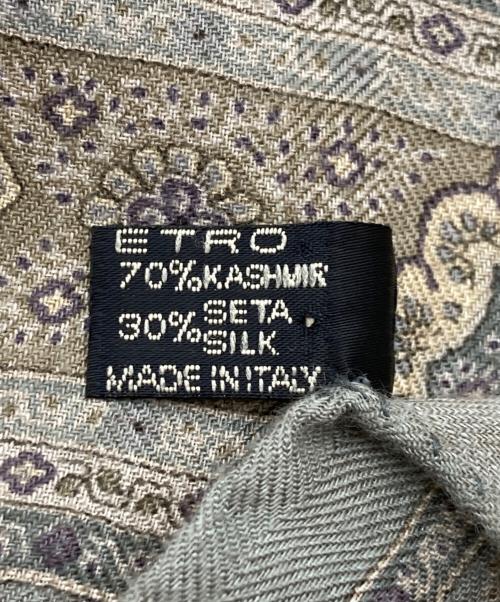 ETRO
70% KASHMIR
30% SETA
SILK
MADE IN ITALY